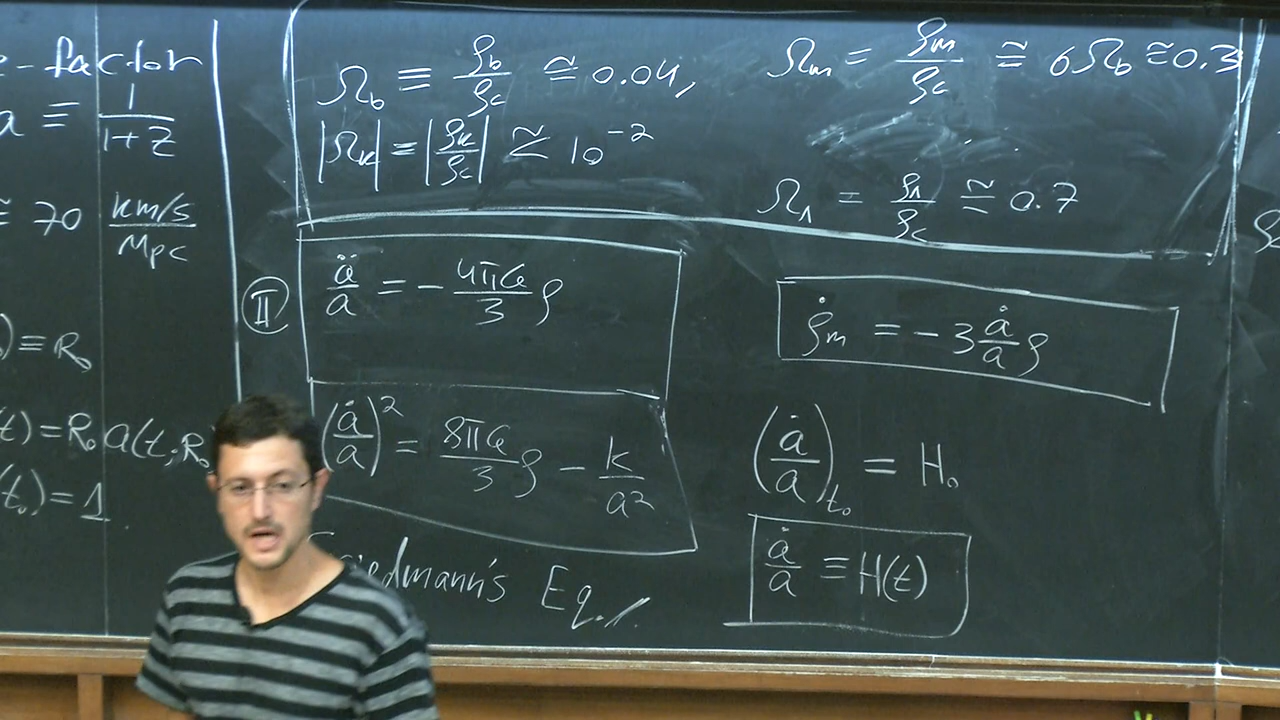 e-factor
a ≡ 1/(1+z)
≅ 70 km/s / Mpc
) = R₀
(t) = R₀ a(t; R₀
(t₀) = 1
Ω_b ≡ ρ_b/ρ_c ≅ 0.04,
Ω_m = ρ_m/ρ_c ≅ 6Ω_b ≅ 0.3
|Ω_k| = |ρ_k/ρ_c| ≅ 10⁻²
Ω_Λ = ρ_Λ/ρ_c ≅ 0.7
II
ä/a = - 4πG/3 ρ
(ȧ/a)² = 8πG/3 ρ - k/a²
Eq.
ρ̇_m = -3 ȧ/a ρ
(ȧ/a)_t₀ = H₀
ȧ/a ≡ H(t)